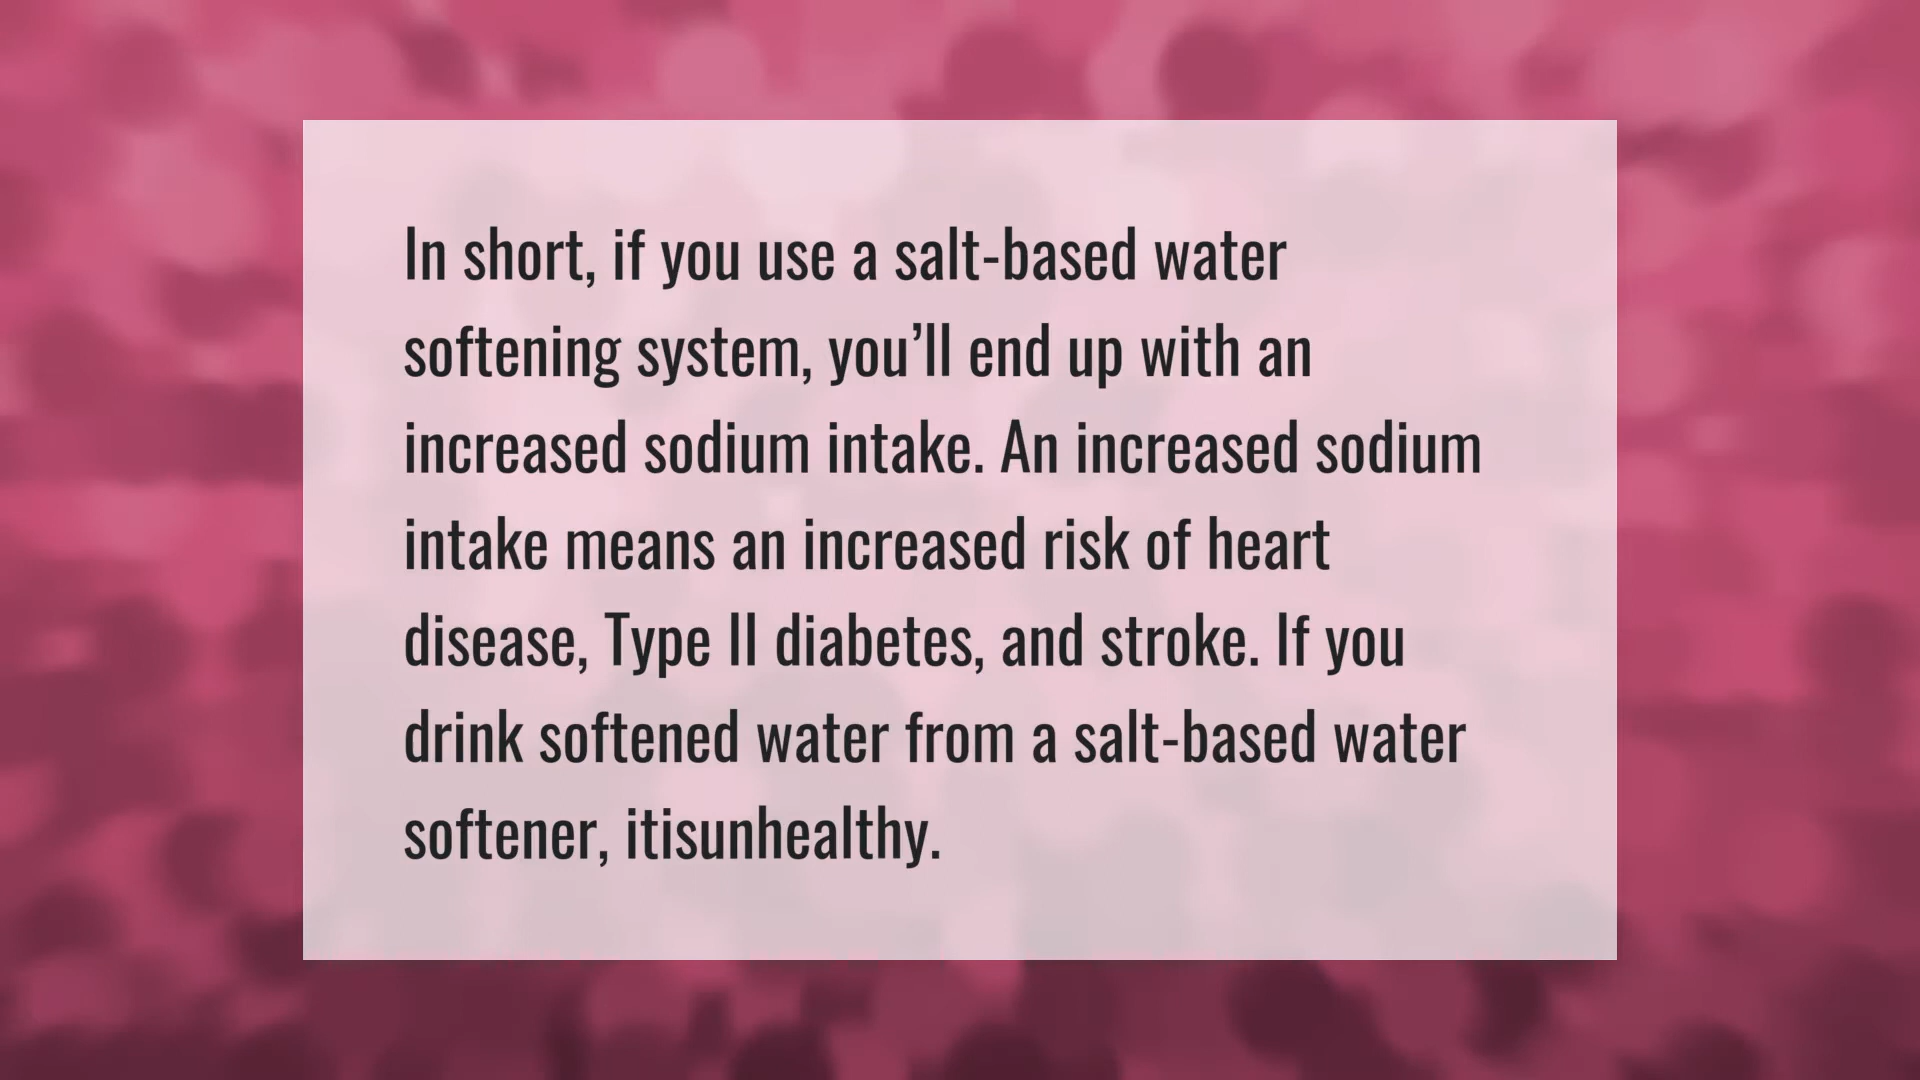 In short, if you use a salt-based water
softening system, you’ll end up with an
increased sodium intake. An increased sodium
intake means an increased risk of heart
disease, Type II diabetes, and stroke. If you
drink softened water from a salt-based water
softener, itisunhealthy.